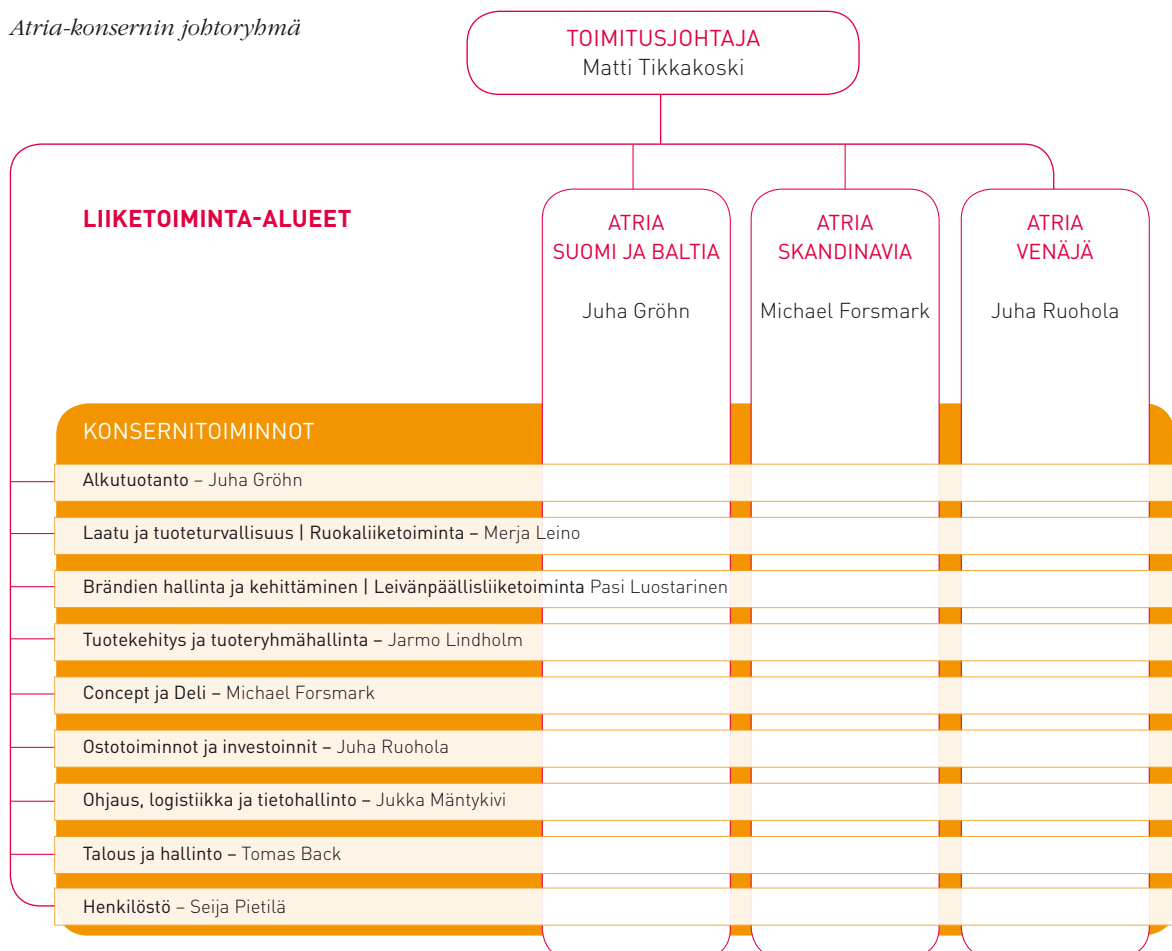 Atria-konsernin johtoryhmä
TOIMITUSJOHTAJA
Matti Tikkakoski
LIIKETOIMINTA-ALUEET
ATRIA
SUOMI JA BALTIA
Juha Gröhn
ATRIA
SKANDINAVIA
Michael Forsmark
ATRIA
VENÄJÄ
Juha Ruohola
KONSERNITOIMINNOT
Alkutuotanto – Juha Gröhn
Laatu ja tuoteturvallisuus | Ruokaliiketoiminta – Merja Leino
Brändien hallinta ja kehittäminen | Leivänpäällisliiketoiminta Pasi Luostarinen
Tuotekehitys ja tuoteryhmähallinta – Jarmo Lindholm
Concept ja Deli – Michael Forsmark
Ostotoiminnot ja investoinnit – Juha Ruohola
Ohjaus, logistiikka ja tietohallinto – Jukka Mäntykivi
Talous ja hallinto – Tomas Back
Henkilöstö – Seija Pietilä